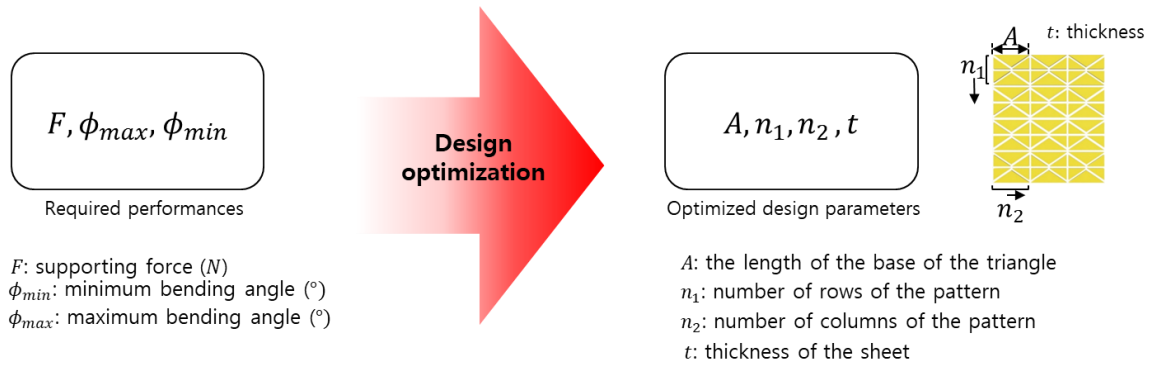 F, ϕmax, ϕmin
Required performances
F: supporting force (N)
ϕmin: minimum bending angle (°)
ϕmax: maximum bending angle (°)
Design
optimization
A, n1, n2 , t
Optimized design parameters
A: the length of the base of the triangle
n1: number of rows of the pattern
n2: number of columns of the pattern
t: thickness of the sheet
A
t: thickness
n1
n2